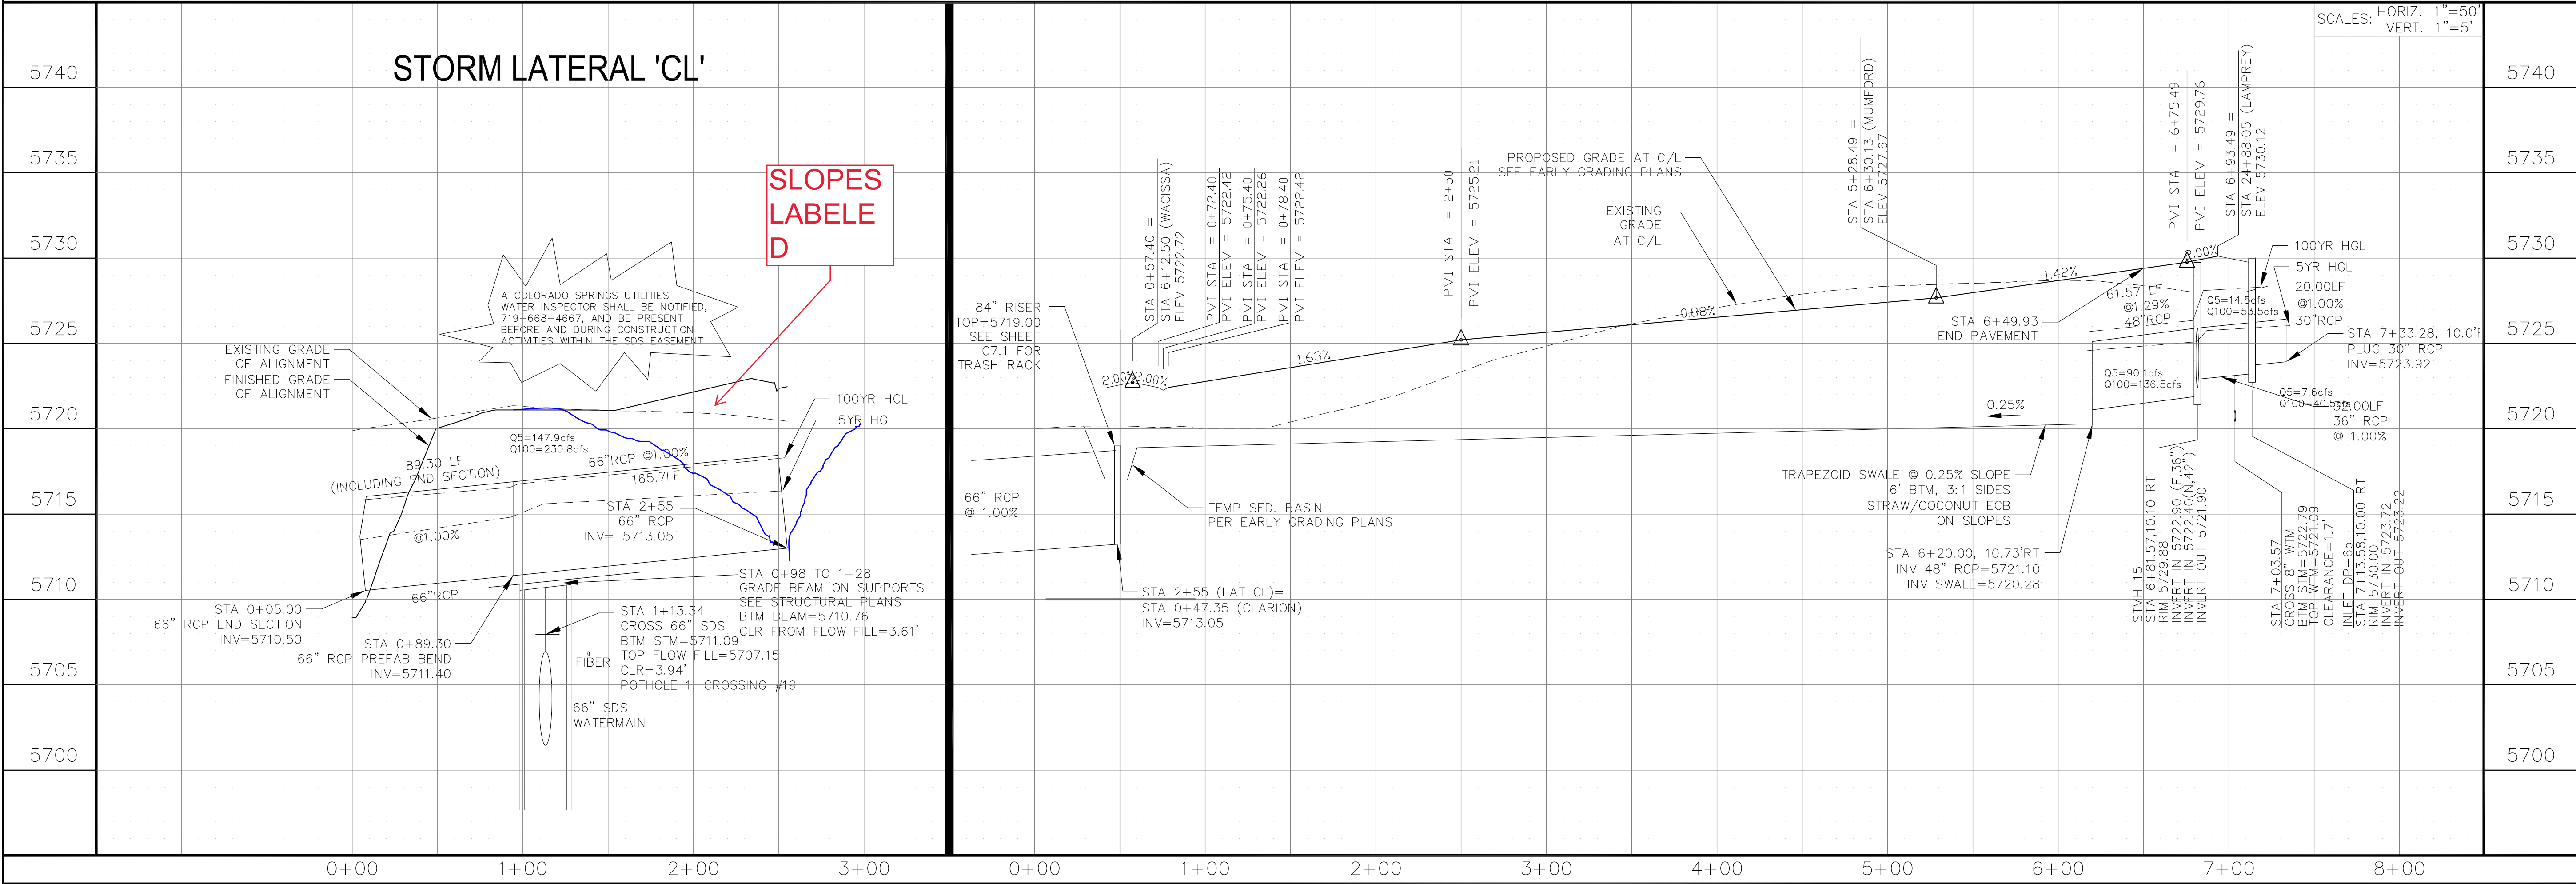 SCALES: HORIZ. 1"=50'
VERT. 1"=5'
STORM LATERAL 'CL'
5740
5735
5730
5725
5720
5715
5710
5705
5700
SLOPES
LABELE
D
A COLORADO SPRINGS UTILITIES
WATER INSPECTOR SHALL BE NOTIFIED,
719-668-4667, AND BE PRESENT
BEFORE AND DURING CONSTRUCTION
ACTIVITIES WITHIN THE SDS EASEMENT
EXISTING GRADE
OF ALIGNMENT
FINISHED GRADE
OF ALIGNMENT
100YR HGL
5YR HGL
Q5=147.9cfs
Q100=230.8cfs
89.30 LF
(INCLUDING END SECTION)
66"RCP @1.00%
165.7LF
@1.00%
66"RCP
STA 2+55
66" RCP
INV= 5713.05
STA 0+05.00
66" RCP END SECTION
INV=5710.50
STA 0+89.30
66" RCP PREFAB BEND
INV=5711.40
STA 0+98 TO 1+28
GRADE BEAM ON SUPPORTS
SEE STRUCTURAL PLANS
BTM BEAM=5710.76
CLR FROM FLOW FILL=3.61'
STA 1+13.34
CROSS 66" SDS
BTM STM=5711.09
TOP FLOW FILL=5707.15
CLR=3.94'
POTHOLE 1, CROSSING #19
FIBER
66" SDS
WATERMAIN
0+00
1+00
2+00
3+00
84" RISER
TOP=5719.00
SEE SHEET
C7.1 FOR
TRASH RACK
66" RCP
@ 1.00%
STA 0+57.40 =
STA 6+12.50 (WACISSA)
ELEV 5722.72
PVI STA = 0+72.40
PVI ELEV = 5722.42
PVI STA = 0+75.40
PVI ELEV = 5722.26
PVI STA = 0+78.40
PVI ELEV = 5722.42
2.00%
2.00%
1.63%
TEMP SED. BASIN
PER EARLY GRADING PLANS
STA 2+55 (LAT CL)=
STA 0+47.35 (CLARION)
INV=5713.05
PVI STA = 2+50
PVI ELEV = 5725.21
PROPOSED GRADE AT C/L
SEE EARLY GRADING PLANS
EXISTING
GRADE
AT C/L
0.88%
STA 5+28.49 =
STA 6+30.13 (MUMFORD)
ELEV 5727.67
1.42%
PVI STA = 6+75.49
PVI ELEV = 5729.76
STA 6+93.49 =
STA 24+88.05 (LAMPREY)
ELEV 5730.12
2.00%
100YR HGL
5YR HGL
20.00LF
@1.00%
30"RCP
61.57 LF
@1.29%
48"RCP
Q5=14.5cfs
Q100=53.5cfs
STA 6+49.93
END PAVEMENT
STA 7+33.28, 10.0'
PLUG 30" RCP
INV=5723.92
Q5=90.1cfs
Q100=136.5cfs
Q5=7.6cfs
Q100=40.5cfs
32.00LF
36" RCP
@ 1.00%
0.25%
TRAPEZOID SWALE @ 0.25% SLOPE
6' BTM, 3:1 SIDES
STRAW/COCONUT ECB
ON SLOPES
STA 6+20.00, 10.73'RT
INV 48" RCP=5721.10
INV SWALE=5720.28
STMH 15
STA 6+81.57,10.10 RT
RIM 5729.88
INVERT IN 5722.90 (E,36")
INVERT IN 5722.40(N,42")
INVERT OUT 5721.90
STA 7+03.57
CROSS 8" WTM
BTM STM=5722.79
TOP WTM=5721.09
CLEARANCE=1.7'
INLET DP-6b
STA 7+13.58,10.00 RT
RIM 5730.00
INVERT IN 5723.72
INVERT OUT 5723.22
0+00
1+00
2+00
3+00
4+00
5+00
6+00
7+00
8+00
5740
5735
5730
5725
5720
5715
5710
5705
5700